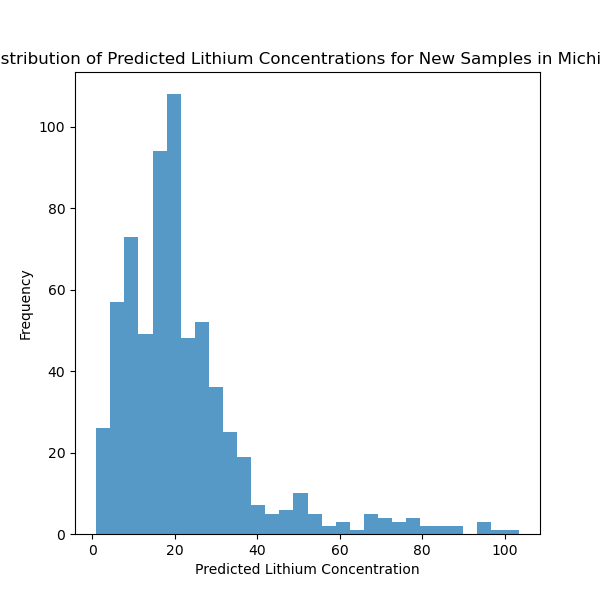 stribution of Predicted Lithium Concentrations for New Samples in Michi
100
80
60
40
20
0
Frequency
0 20 40 60 80 100
Predicted Lithium Concentration